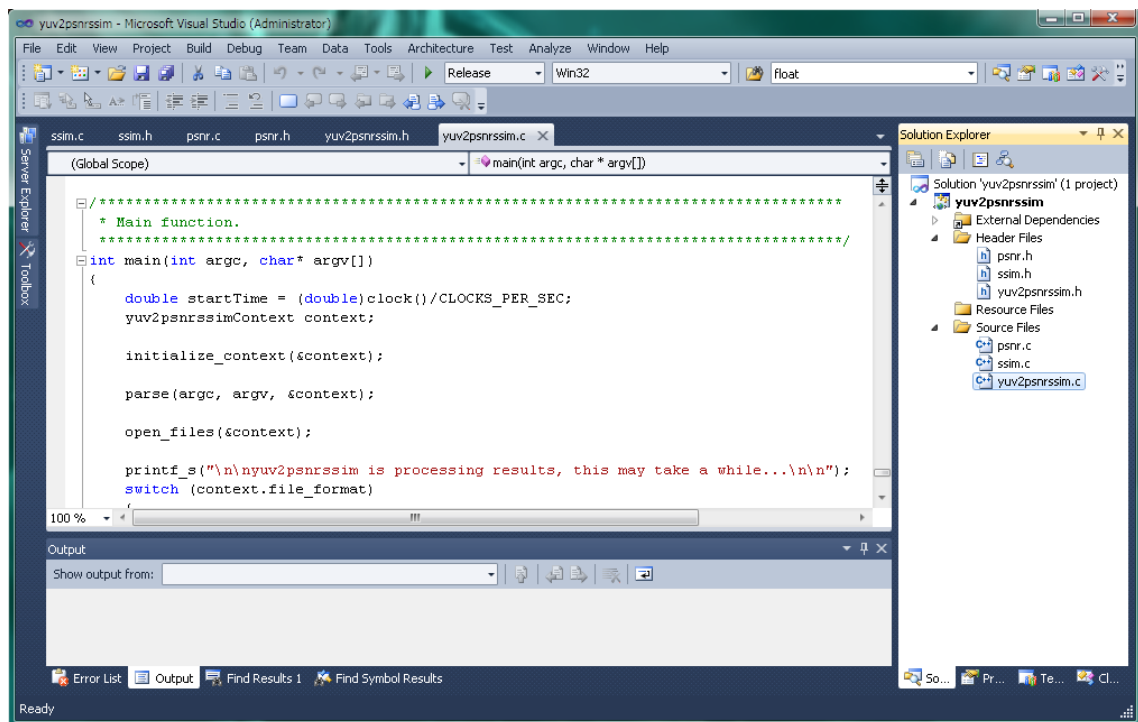 yuv2psnrssim - Microsoft Visual Studio (Administrator)
File Edit View Project Build Debug Team Data Tools Architecture Test Analyze Window Help
Release Win32 float
ssim.c ssim.h psnr.c psnr.h yuv2psnrssim.h yuv2psnrssim.c
(Global Scope) main(int argc, char * argv[])
/***********************************************************************************
* Main function.
***********************************************************************************/
int main(int argc, char* argv[])
{
double startTime = (double)clock()/CLOCKS_PER_SEC;
yuv2psnrssimContext context;
initialize_context(&context);
parse(argc, argv, &context);
open_files(&context);
printf_s("\n\nyuv2psnrssim is processing results, this may take a while...\n\n");
switch (context.file_format)
100 %
Server Explorer
Toolbox
Output
Show output from:
Error List Output Find Results 1 Find Symbol Results
Solution Explorer
Solution 'yuv2psnrssim' (1 project)
yuv2psnrssim
External Dependencies
Header Files
psnr.h
ssim.h
yuv2psnrssim.h
Resource Files
Source Files
psnr.c
ssim.c
yuv2psnrssim.c
So... Pr... Te... Cl...
Ready